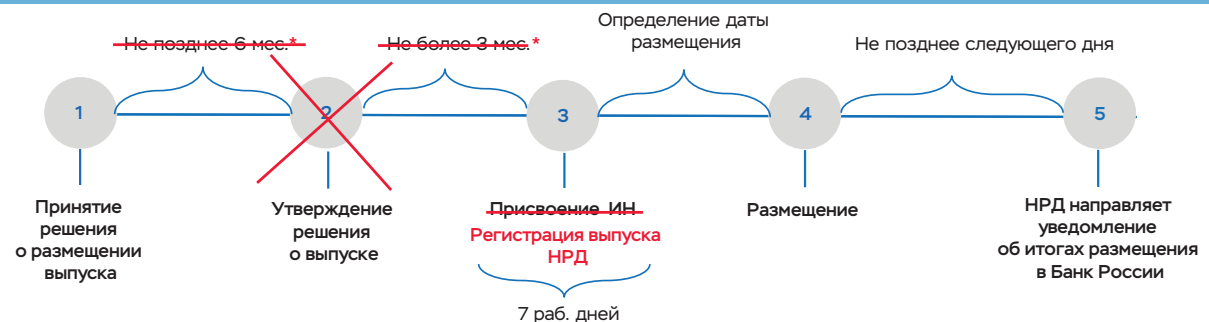 Определение даты
размещения
Не позднее 6 мес.*
Не более 3 мес.*
Не позднее следующего дня
1
2
3
4
5
Принятие
решения
о размещении
выпуска
Утверждение
решения
о выпуске
Присвоение ИН
Регистрация выпуска
НРД
7 раб. дней
Размещение
НРД направляет
уведомление
об итогах размещения
в Банк России